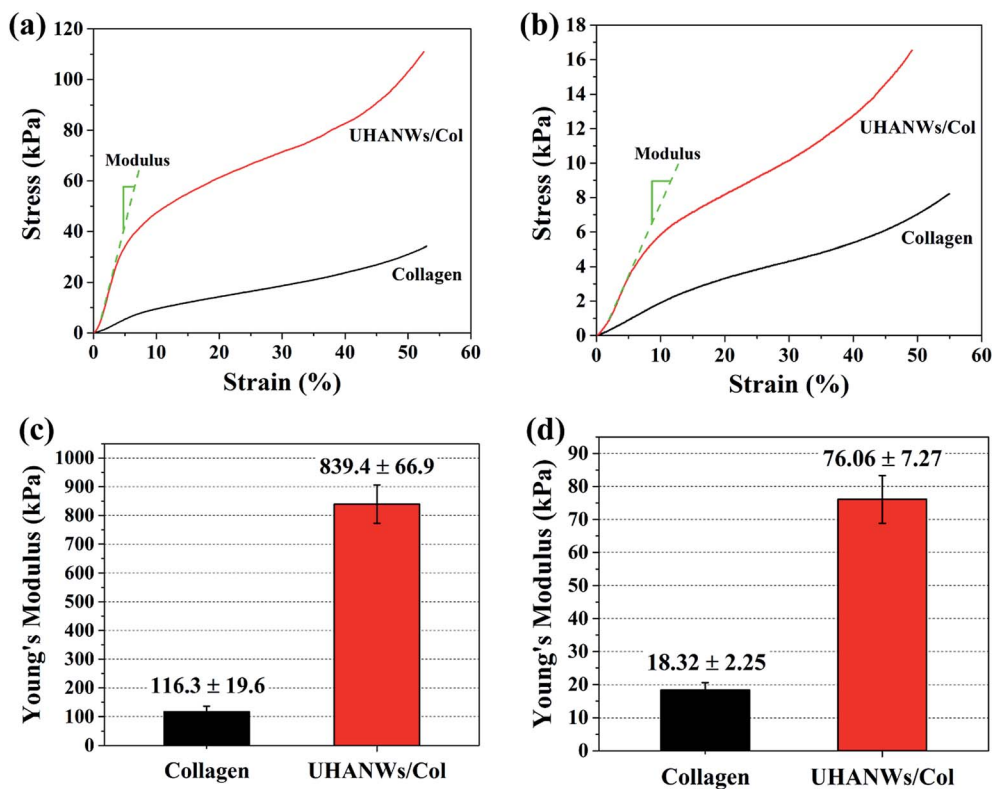 (a)
120
100
80
60
40
20
0
Stress (kPa)
Modulus
UHANWs/Col
Collagen
0 10 20 30 40 50 60
Strain (%)
(b)
18
16
14
12
10
8
6
4
2
0
Stress (kPa)
Modulus
UHANWs/Col
Collagen
0 10 20 30 40 50 60
Strain (%)
(c)
1000
900
800
700
600
500
400
300
200
100
0
Young's Modulus (kPa)
839.4 ± 66.9
116.3 ± 19.6
Collagen UHANWs/Col
(d)
90
80
70
60
50
40
30
20
10
0
Young's Modulus (kPa)
76.06 ± 7.27
18.32 ± 2.25
Collagen UHANWs/Col